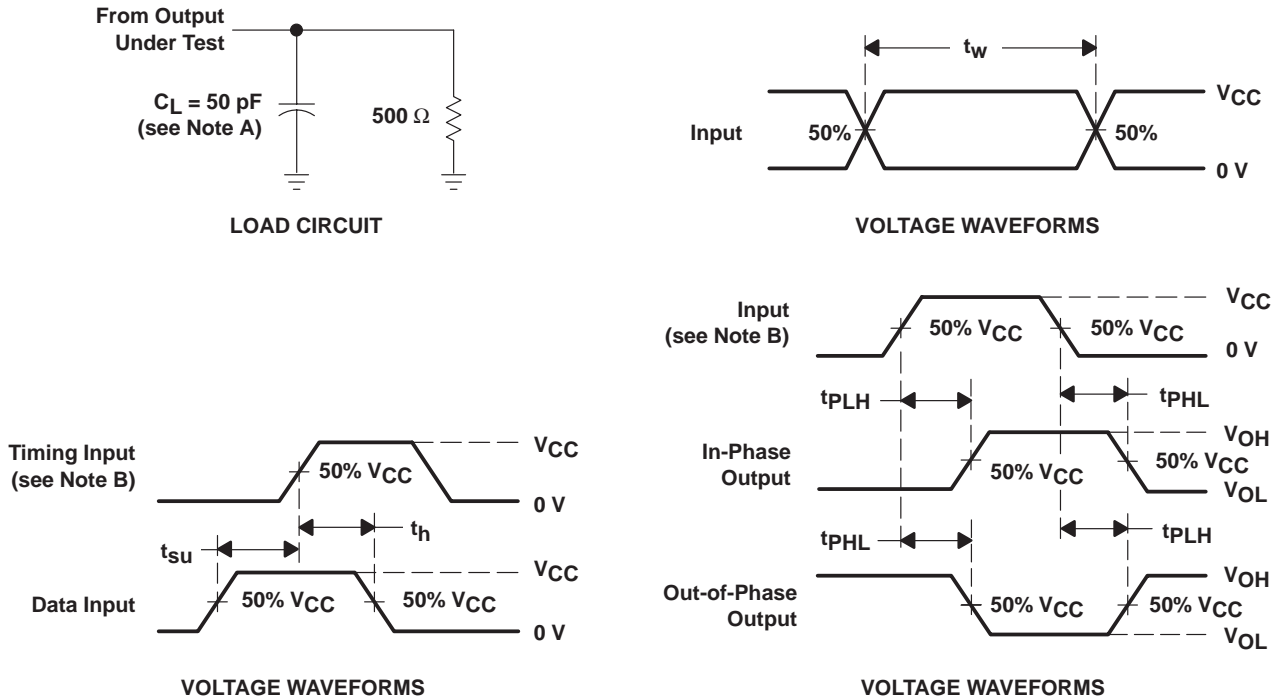 From Output
Under Test
CL = 50 pF
(see Note A)
500 Ω
LOAD CIRCUIT
tw
Input
50%
50%
VCC
0 V
VOLTAGE WAVEFORMS
Timing Input
(see Note B)
50% VCC
VCC
0 V
th
tsu
Data Input
50% VCC
50% VCC
VCC
0 V
VOLTAGE WAVEFORMS
Input
(see Note B)
50% VCC
50% VCC
VCC
0 V
tPLH
tPHL
In-Phase
Output
50% VCC
VOH
50% VCC
VOL
tPHL
tPLH
Out-of-Phase
Output
50% VCC
VOH
50% VCC
VOL
VOLTAGE WAVEFORMS